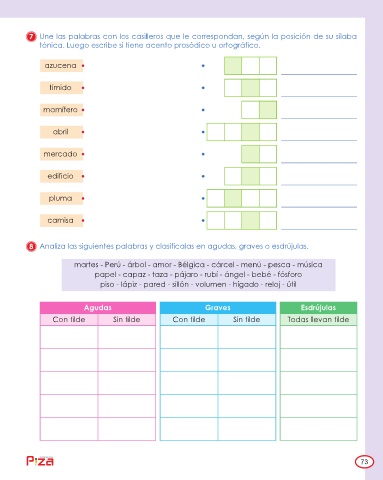 7 Une las palabras con los casilleros que le correspondan, según la posición de su sílaba
tónica. Luego escribe si tiene acento prosódico u ortográfico.
azucena
tímido
mamífero
abril
mercado
edificio
pluma
camisa
8 Analiza las siguientes palabras y clasifícalas en agudas, graves o esdrújulas.
martes - Perú - árbol - amor - Bélgica - cárcel - menú - pesca - música
papel - capaz - taza - pájaro - rubí - ángel - bebé - fósforo
piso - lápiz - pared - sillón - volumen - hígado - reloj - útil
Agudas Graves Esdrújulas
Con tilde Sin tilde Con tilde Sin tilde Todas llevan tilde
Piza
73